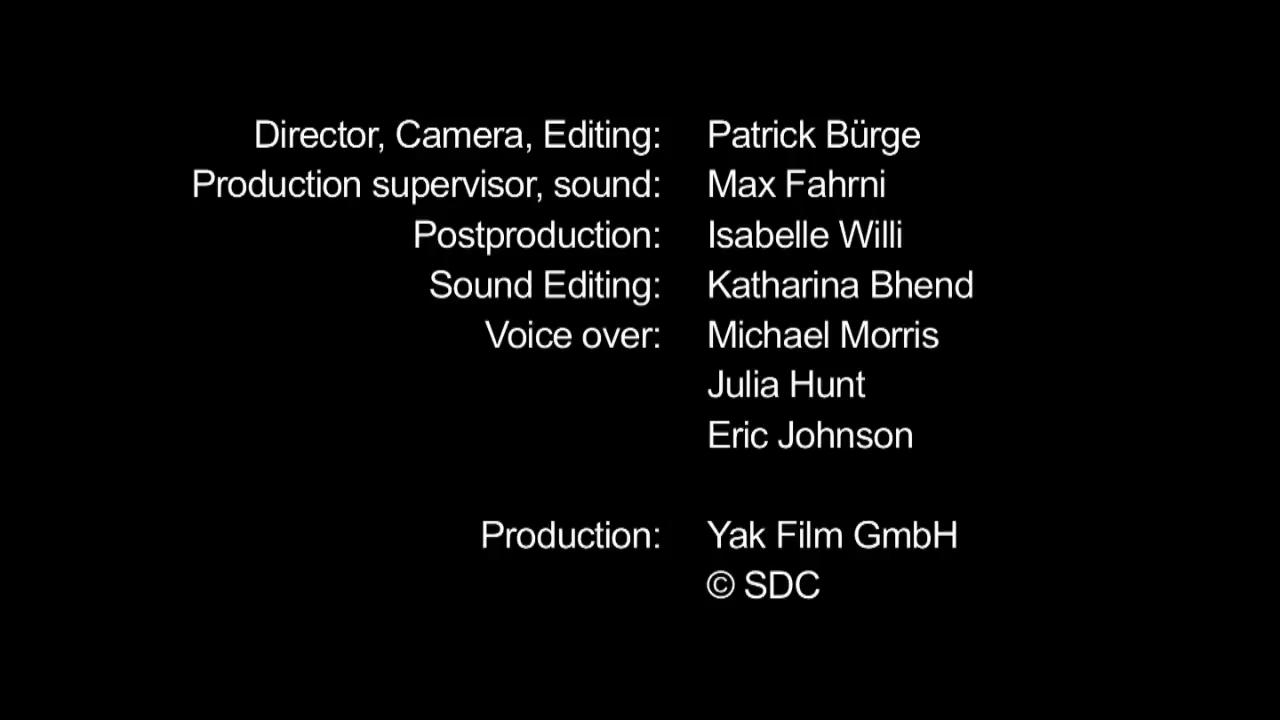 Director, Camera, Editing: Patrick Bürge
Production supervisor, sound: Max Fahrni
Postproduction: Isabelle Willi
Sound Editing: Katharina Bhend
Voice over: Michael Morris
Julia Hunt
Eric Johnson
Production: Yak Film GmbH
© SDC